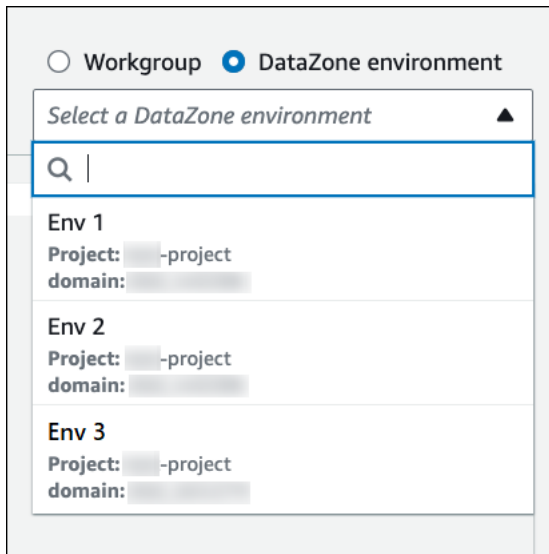 Workgroup DataZone environment
Select a DataZone environment
Env 1
Project: -project
domain:
Env 2
Project: -project
domain:
Env 3
Project: -project
domain: